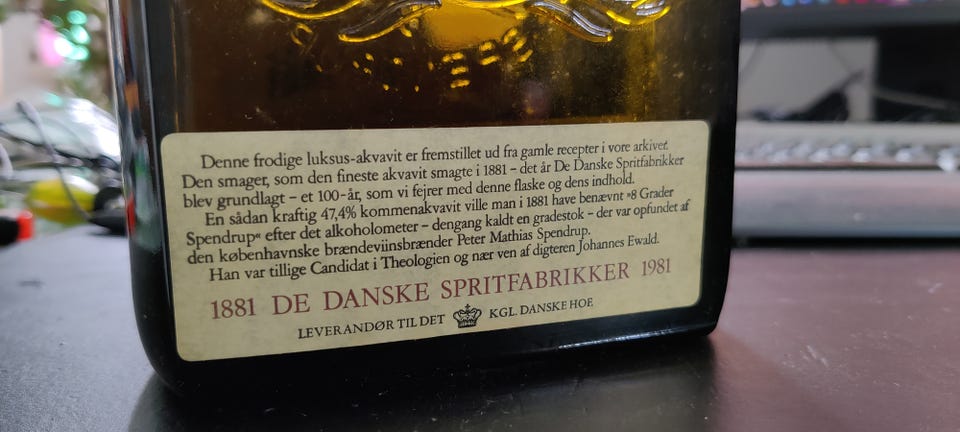 Denne frodige luksus-akvavit er fremstillet ud fra gamle recepter i vore arkiver.
Den smager, som den fineste akvavit smagte i 1881 – det år De Danske Spritfabrikker
blev grundlagt – et 100-år, som vi fejrer med denne flaske og dens indhold.
En sådan kraftig 47,4% kommenakvavit ville man i 1881 have benævnt »8 Grader
Spendrup« efter det alkoholometer – dengang kaldt en gradestok – der var opfundet af
den københavnske brændeviinsbrænder Peter Mathias Spendrup.
Han var tillige Candidat i Theologien og nær ven af digteren Johannes Ewald.
1881 DE DANSKE SPRITFABRIKKER 1981
LEVERANDØR TIL DET KGL. DANSKE HOF